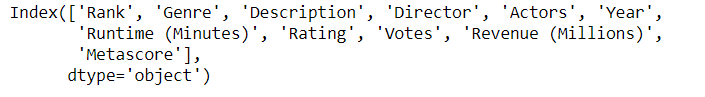 Index(['Rank', 'Genre', 'Description', 'Director', 'Actors', 'Year',
'Runtime (Minutes)', 'Rating', 'Votes', 'Revenue (Millions)',
'Metascore'],
dtype='object')